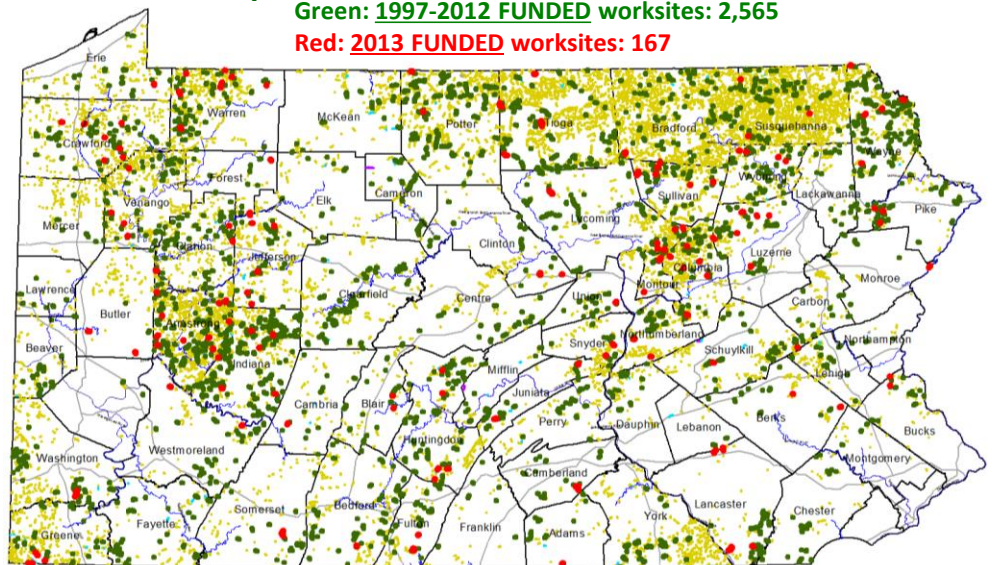 Green: 1997-2012 FUNDED worksites: 2,565
Red: 2013 FUNDED worksites: 167
Erie
Warren
McKean
Potter
Tioga
Bradford
Susquehanna
Wayne
Crawford
Forest
Elk
Cameron
Sullivan
Wyoming
Lackawanna
Pike
Venango
Mercer
Clarion
Jefferson
Clinton
Lycoming
Luzerne
Columbia
Montour
Monroe
Lawrence
Butler
Clearfield
Centre
Union
Carbon
Armstrong
Northumberland
Northampton
Beaver
Indiana
Snyder
Schuylkill
Lehigh
Mifflin
Juniata
Cambria
Blair
Perry
Dauphin
Lebanon
Berks
Bucks
Huntingdon
Westmoreland
Washington
Cumberland
Montgomery
Lancaster
Chester
Somerset
Bedford
Fulton
Franklin
Adams
York
Fayette
Greene